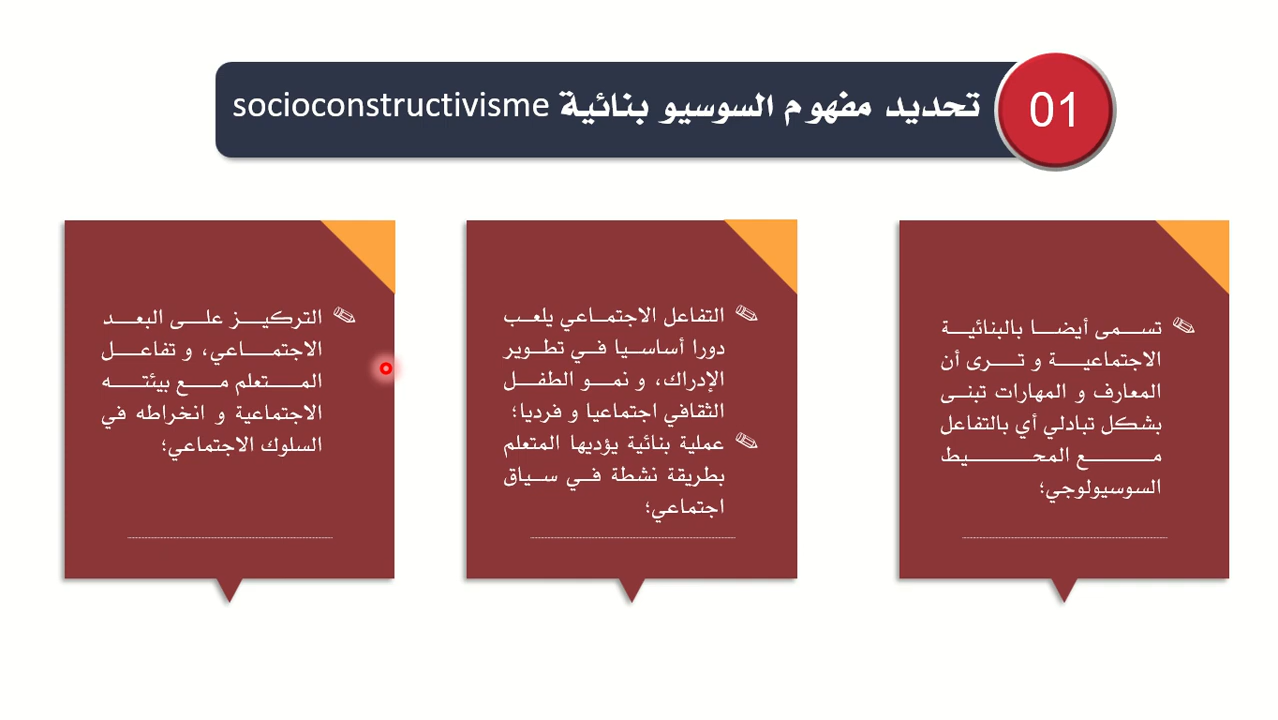 01
تحديد مفهوم السوسيو بنائية socioconstructivisme
تسمى أيضا بالبنائية
الاجتماعية و ترى أن
المعارف و المهارات تبنى
بشكل تبادلي أي بالتفاعل
مع المحيط
السوسيولوجي؛
التفاعل الاجتماعي يلعب
دورا أساسيا في تطوير
الإدراك، و نمو الطفل
الثقافي اجتماعيا و فرديا؛
عملية بنائية يؤديها المتعلم
بطريقة نشطة في سياق
اجتماعي؛
التركيز على البعد
الاجتماعي، و تفاعل
المتعلم مع بيئته
الاجتماعية و انخراطه في
السلوك الاجتماعي؛